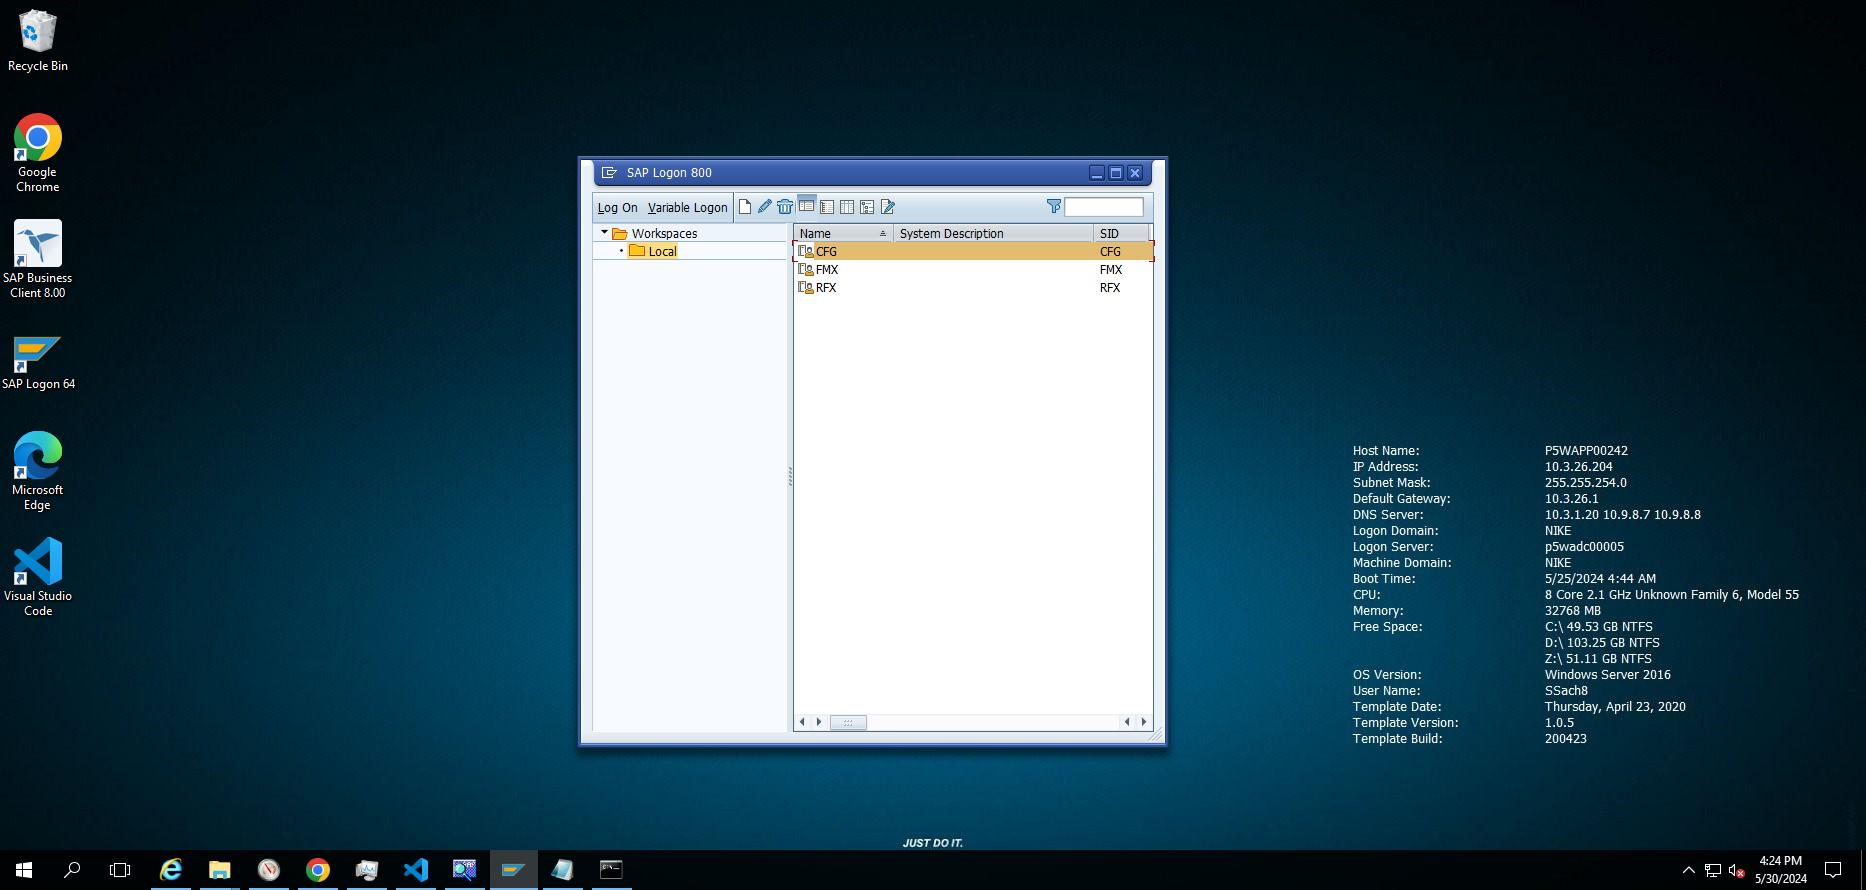 Recycle Bin
Google
Chrome
SAP Business
Client 8.00
SAP Logon 64
Microsoft
Edge
Visual Studio
Code
SAP Logon 800
Log On Variable Logon
Workspaces
Local
Name System Description SID
CFG CFG
FMX FMX
RFX RFX
Host Name: P5WAPP00242
IP Address: 10.3.26.204
Subnet Mask: 255.255.254.0
Default Gateway: 10.3.26.1
DNS Server: 10.3.1.20 10.9.8.7 10.9.8.8
Logon Domain: NIKE
Logon Server: p5wadc00005
Machine Domain: NIKE
Boot Time: 5/25/2024 4:44 AM
CPU: 8 Core 2.1 GHz Unknown Family 6, Model 55
Memory: 32768 MB
Free Space: C:\ 49.53 GB NTFS
D:\ 103.25 GB NTFS
Z:\ 51.11 GB NTFS
OS Version: Windows Server 2016
User Name: SSach8
Template Date: Thursday, April 23, 2020
Template Version: 1.0.5
Template Build: 200423
JUST DO IT.
4:24 PM
5/30/2024